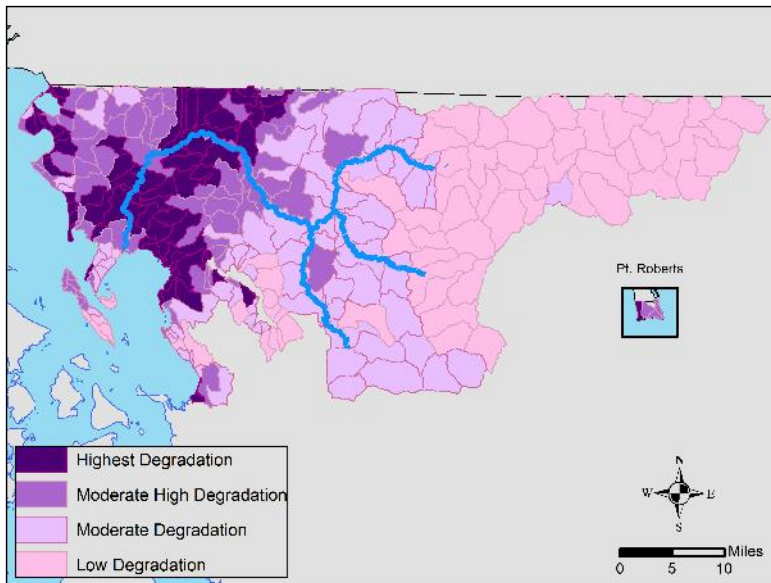 Pt. Roberts
Highest Degradation
Moderate High Degradation
Moderate Degradation
Low Degradation
N
W E
S
Miles
0 5 10